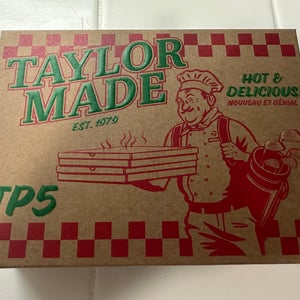 TAYLOR
MADE
EST. 1979
HOT &
DELICIOUS
NOUVEAU ET GÉNIAL
TP5